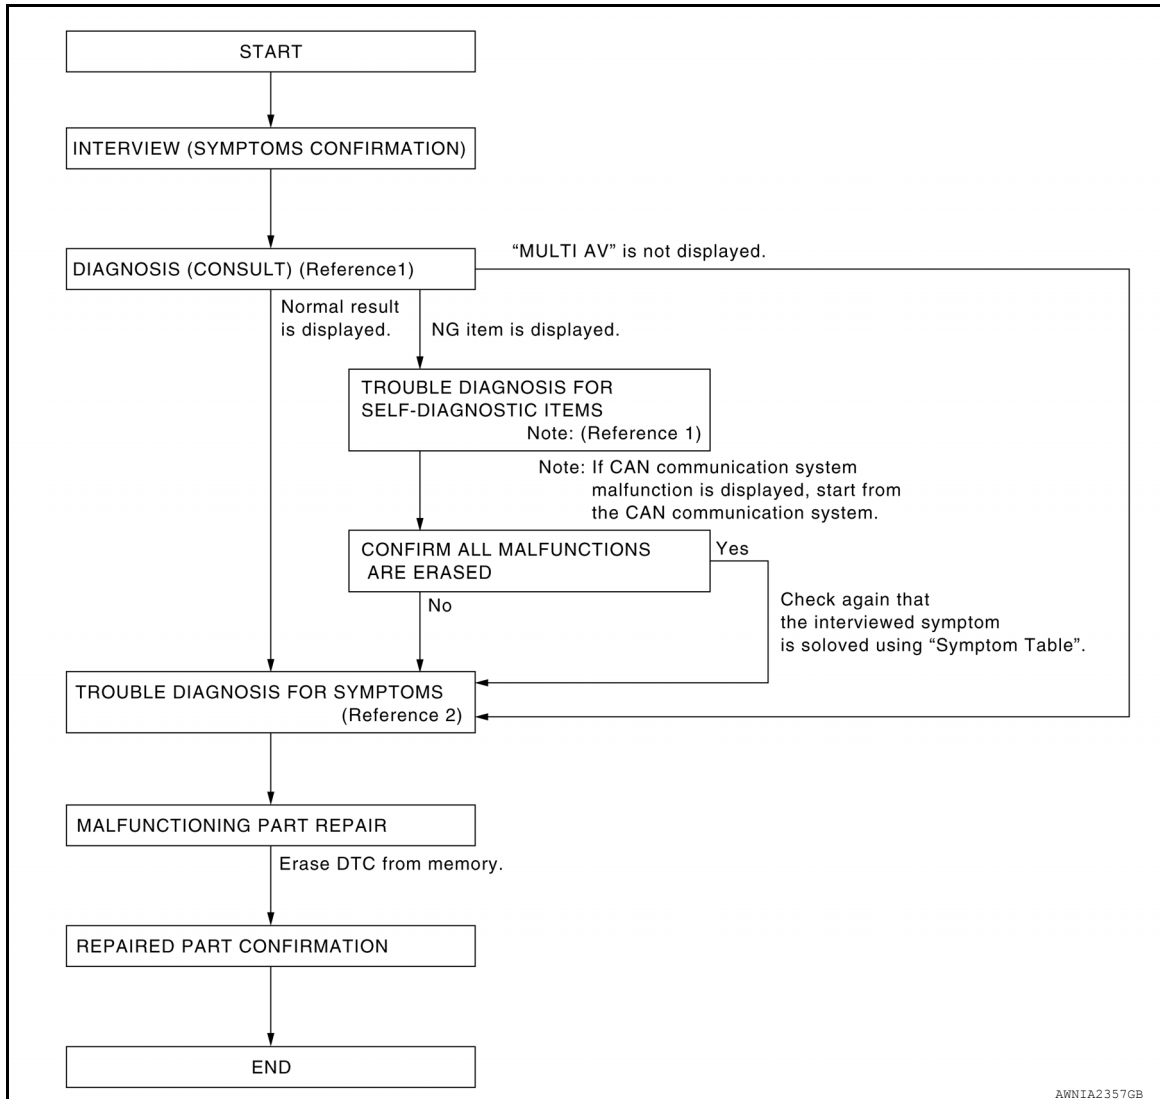 START
INTERVIEW (SYMPTOMS CONFIRMATION)
DIAGNOSIS (CONSULT) (Reference1)
“MULTI AV” is not displayed.
Normal result
is displayed.
NG item is displayed.
TROUBLE DIAGNOSIS FOR
SELF-DIAGNOSTIC ITEMS
Note: (Reference 1)
Note: If CAN communication system
malfunction is displayed, start from
the CAN communication system.
CONFIRM ALL MALFUNCTIONS
ARE ERASED
Yes
No
Check again that
the interviewed symptom
is soloved using “Symptom Table”.
TROUBLE DIAGNOSIS FOR SYMPTOMS
(Reference 2)
MALFUNCTIONING PART REPAIR
Erase DTC from memory.
REPAIRED PART CONFIRMATION
END
AWNIA2357GB